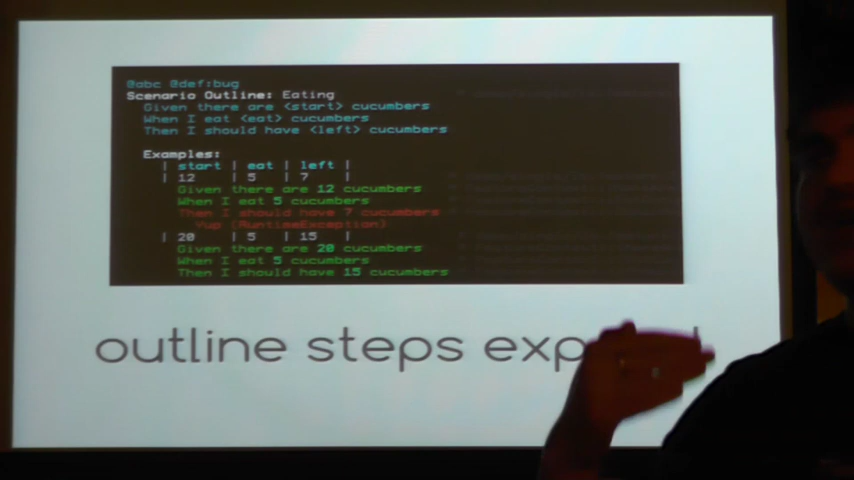 @abc @def:bug
Scenario Outline: Eating
Given there are <start> cucumbers
When I eat <eat> cucumbers
Then I should have <left> cucumbers
Examples:
| start | eat | left |
| 12 | 5 | 7 |
Given there are 12 cucumbers
When I eat 5 cucumbers
Then I should have 7 cucumbers
Yup (RuntimeException)
| 20 | 5 | 15 |
Given there are 20 cucumbers
When I eat 5 cucumbers
Then I should have 15 cucumbers
outline steps